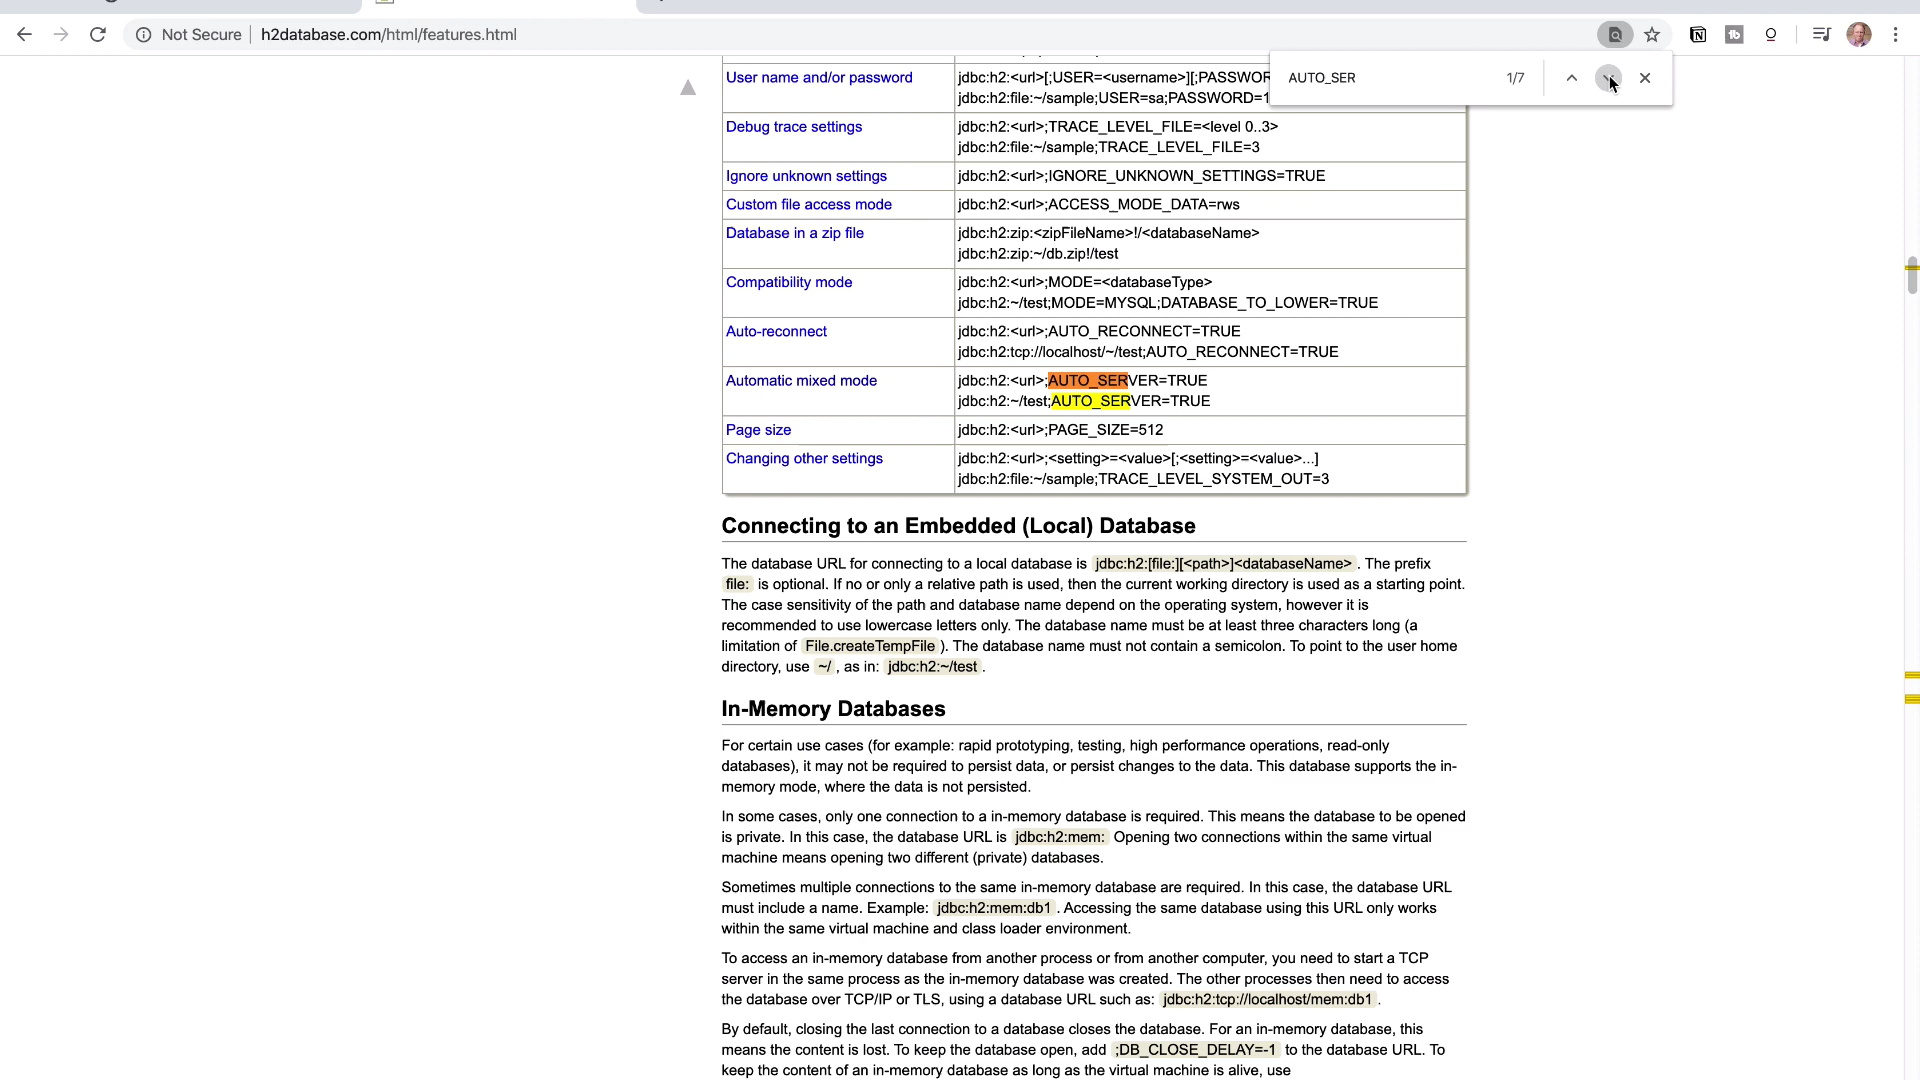 Not Secure
h2database.com/html/features.html
AUTO_SER
1/7
User name and/or password
jdbc:h2:<url>[;USER=<username>][;PASSWOR
jdbc:h2:file:~/sample;USER=sa;PASSWORD=1
Debug trace settings
jdbc:h2:<url>;TRACE_LEVEL_FILE=<level 0..3>
jdbc:h2:file:~/sample;TRACE_LEVEL_FILE=3
Ignore unknown settings
jdbc:h2:<url>;IGNORE_UNKNOWN_SETTINGS=TRUE
Custom file access mode
jdbc:h2:<url>;ACCESS_MODE_DATA=rws
Database in a zip file
jdbc:h2:zip:<zipFileName>!/<databaseName>
jdbc:h2:zip:~/db.zip!/test
Compatibility mode
jdbc:h2:<url>;MODE=<databaseType>
jdbc:h2:~/test;MODE=MYSQL;DATABASE_TO_LOWER=TRUE
Auto-reconnect
jdbc:h2:<url>;AUTO_RECONNECT=TRUE
jdbc:h2:tcp://localhost/~/test;AUTO_RECONNECT=TRUE
Automatic mixed mode
jdbc:h2:<url>;AUTO_SERVER=TRUE
jdbc:h2:~/test;AUTO_SERVER=TRUE
Page size
jdbc:h2:<url>;PAGE_SIZE=512
Changing other settings
jdbc:h2:<url>;<setting>=<value>[;<setting>=<value>...]
jdbc:h2:file:~/sample;TRACE_LEVEL_SYSTEM_OUT=3
Connecting to an Embedded (Local) Database
The database URL for connecting to a local database is jdbc:h2:[file:][<path>]<databaseName> . The prefix
file: is optional. If no or only a relative path is used, then the current working directory is used as a starting point.
The case sensitivity of the path and database name depend on the operating system, however it is
recommended to use lowercase letters only. The database name must be at least three characters long (a
limitation of File.createTempFile ). The database name must not contain a semicolon. To point to the user home
directory, use ~/ , as in: jdbc:h2:~/test .
In-Memory Databases
For certain use cases (for example: rapid prototyping, testing, high performance operations, read-only
databases), it may not be required to persist data, or persist changes to the data. This database supports the in-
memory mode, where the data is not persisted.
In some cases, only one connection to a in-memory database is required. This means the database to be opened
is private. In this case, the database URL is jdbc:h2:mem: Opening two connections within the same virtual
machine means opening two different (private) databases.
Sometimes multiple connections to the same in-memory database are required. In this case, the database URL
must include a name. Example: jdbc:h2:mem:db1 . Accessing the same database using this URL only works
within the same virtual machine and class loader environment.
To access an in-memory database from another process or from another computer, you need to start a TCP
server in the same process as the in-memory database was created. The other processes then need to access
the database over TCP/IP or TLS, using a database URL such as: jdbc:h2:tcp://localhost/mem:db1 .
By default, closing the last connection to a database closes the database. For an in-memory database, this
means the content is lost. To keep the database open, add ;DB_CLOSE_DELAY=-1 to the database URL. To
keep the content of an in-memory database as long as the virtual machine is alive, use